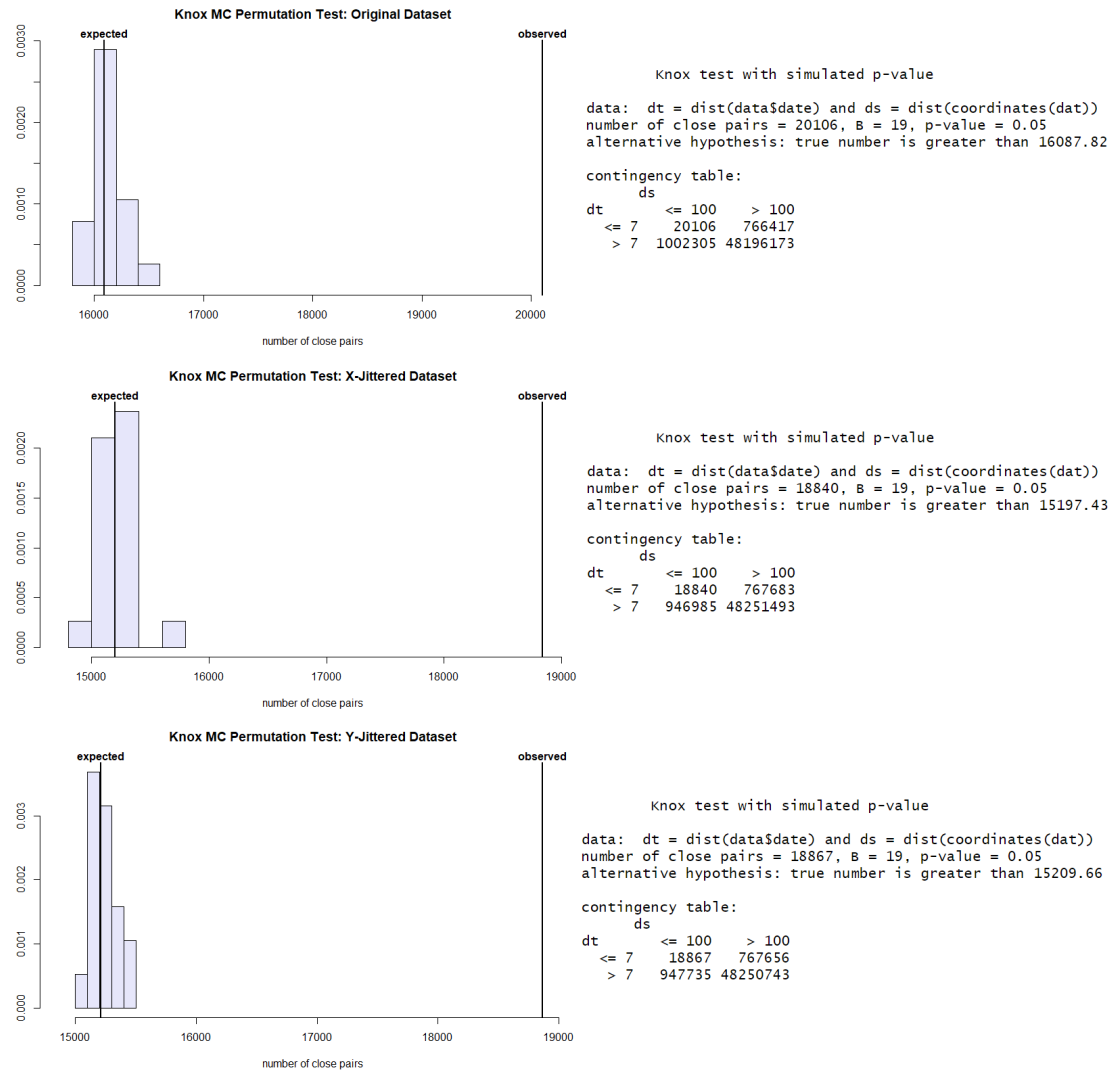 Knox MC Permutation Test: Original Dataset
expected
observed
0.0000
0.0010
0.0020
0.0030
16000
17000
18000
19000
20000
number of close pairs
Knox test with simulated p-value
data:  dt = dist(data$date) and ds = dist(coordinates(dat))
number of close pairs = 20106, B = 19, p-value = 0.05
alternative hypothesis: true number is greater than 16087.82
contingency table:
ds
dt <= 100 > 100
<= 7 20106 766417
> 7 1002305 48196173
Knox MC Permutation Test: X-Jittered Dataset
expected
observed
0.0000
0.0005
0.0010
0.0015
0.0020
15000
16000
17000
18000
19000
number of close pairs
Knox test with simulated p-value
data:  dt = dist(data$date) and ds = dist(coordinates(dat))
number of close pairs = 18840, B = 19, p-value = 0.05
alternative hypothesis: true number is greater than 15197.43
contingency table:
ds
dt <= 100 > 100
<= 7 18840 767683
> 7 946985 48251493
Knox MC Permutation Test: Y-Jittered Dataset
expected
observed
0.000
0.001
0.002
0.003
15000
16000
17000
18000
19000
number of close pairs
Knox test with simulated p-value
data:  dt = dist(data$date) and ds = dist(coordinates(dat))
number of close pairs = 18867, B = 19, p-value = 0.05
alternative hypothesis: true number is greater than 15209.66
contingency table:
ds
dt <= 100 > 100
<= 7 18867 767656
> 7 947735 48250743